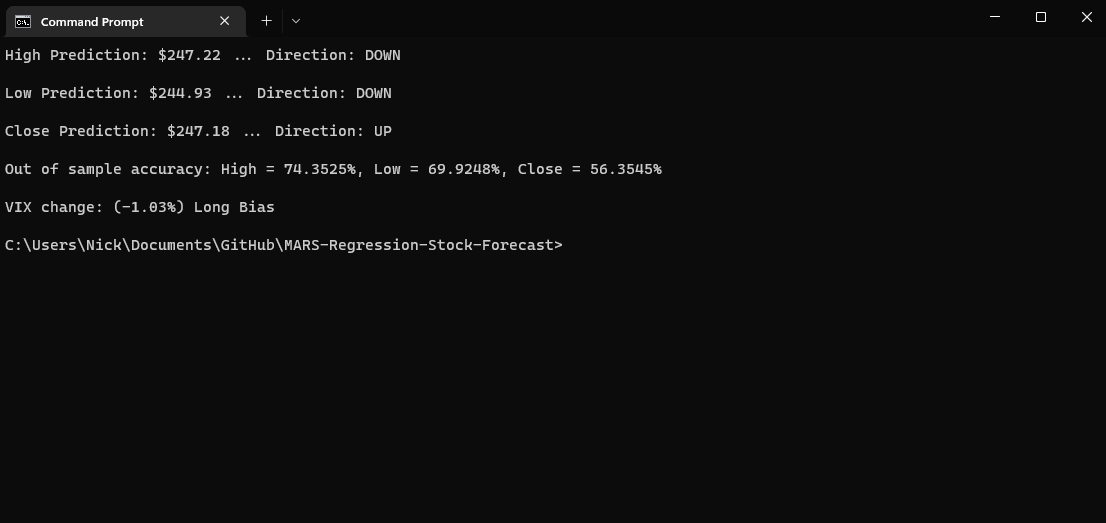 Command Prompt
High Prediction: $247.22 ... Direction: DOWN
Low Prediction: $244.93 ... Direction: DOWN
Close Prediction: $247.18 ... Direction: UP
Out of sample accuracy: High = 74.3525%, Low = 69.9248%, Close = 56.3545%
VIX change: (-1.03%) Long Bias
C:\Users\Nick\Documents\GitHub\MARS-Regression-Stock-Forecast>